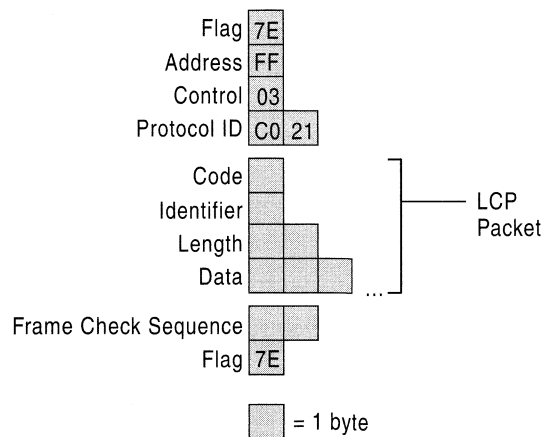 Flag 7E
Address FF
Control 03
Protocol ID C0 21
Code
Identifier
Length
Data ...
LCP
Packet
Frame Check Sequence
Flag 7E
= 1 byte